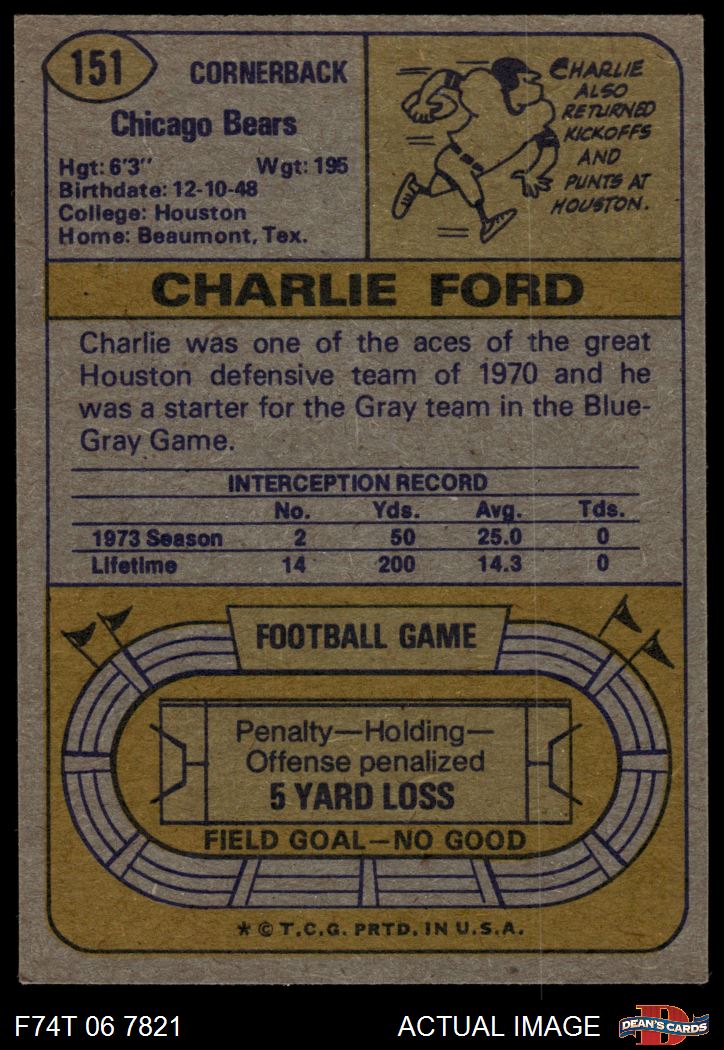 151
CORNERBACK
Chicago Bears
Hgt: 6'3" Wgt: 195
Birthdate: 12-10-48
College: Houston
Home: Beaumont, Tex.
CHARLIE
ALSO
RETURNED
KICKOFFS
AND
PUNTS AT
HOUSTON.
CHARLIE FORD
Charlie was one of the aces of the great
Houston defensive team of 1970 and he
was a starter for the Gray team in the Blue-
Gray Game.
INTERCEPTION RECORD
No. Yds. Avg. Tds.
1973 Season 2 50 25.0 0
Lifetime 14 200 14.3 0
FOOTBALL GAME
Penalty—Holding—
Offense penalized
5 YARD LOSS
FIELD GOAL—NO GOOD
* © T.C.G. PRTD. IN U.S.A.
F74T 06 7821 ACTUAL IMAGE
D
DEAN'S CARDS